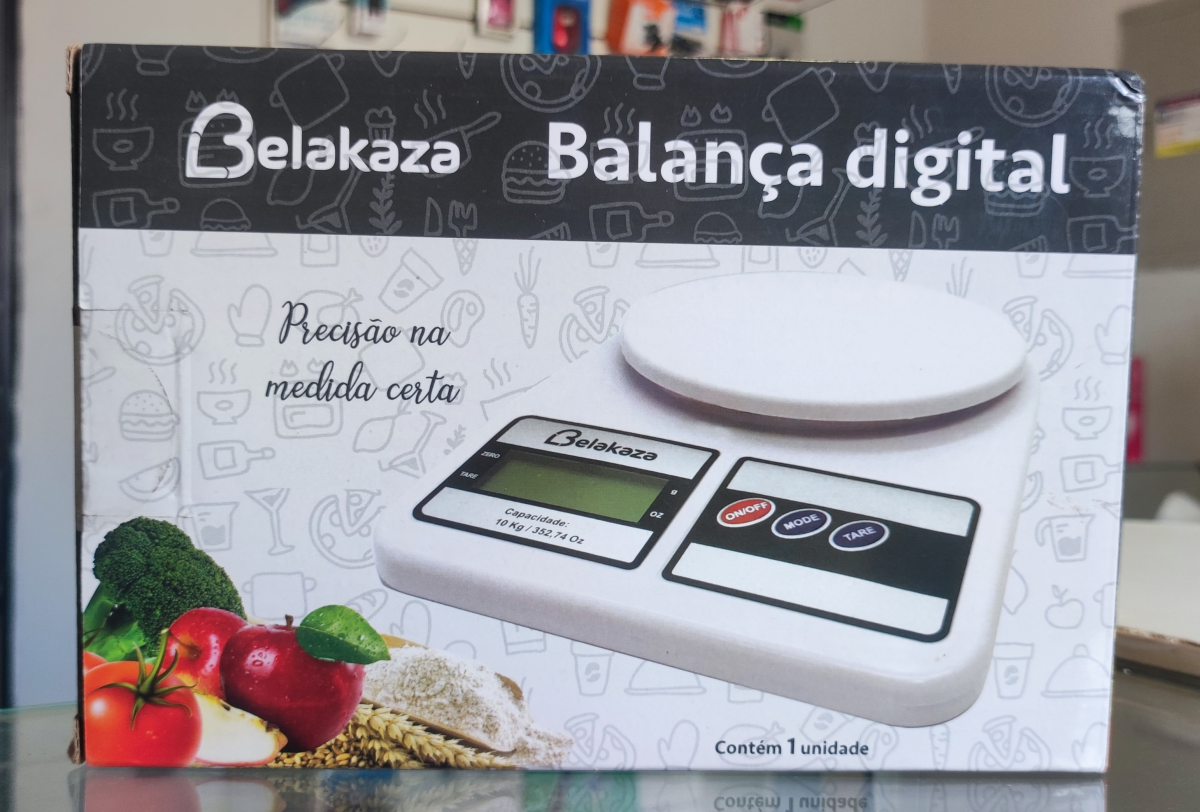 Belakaza
Balança digital
Precisão na
medida certa
Belakaza
ZERO
TARE
g
OZ
Capacidade:
10 Kg / 352,74 Oz
ON/OFF
MODE
TARE
Contém 1 unidade